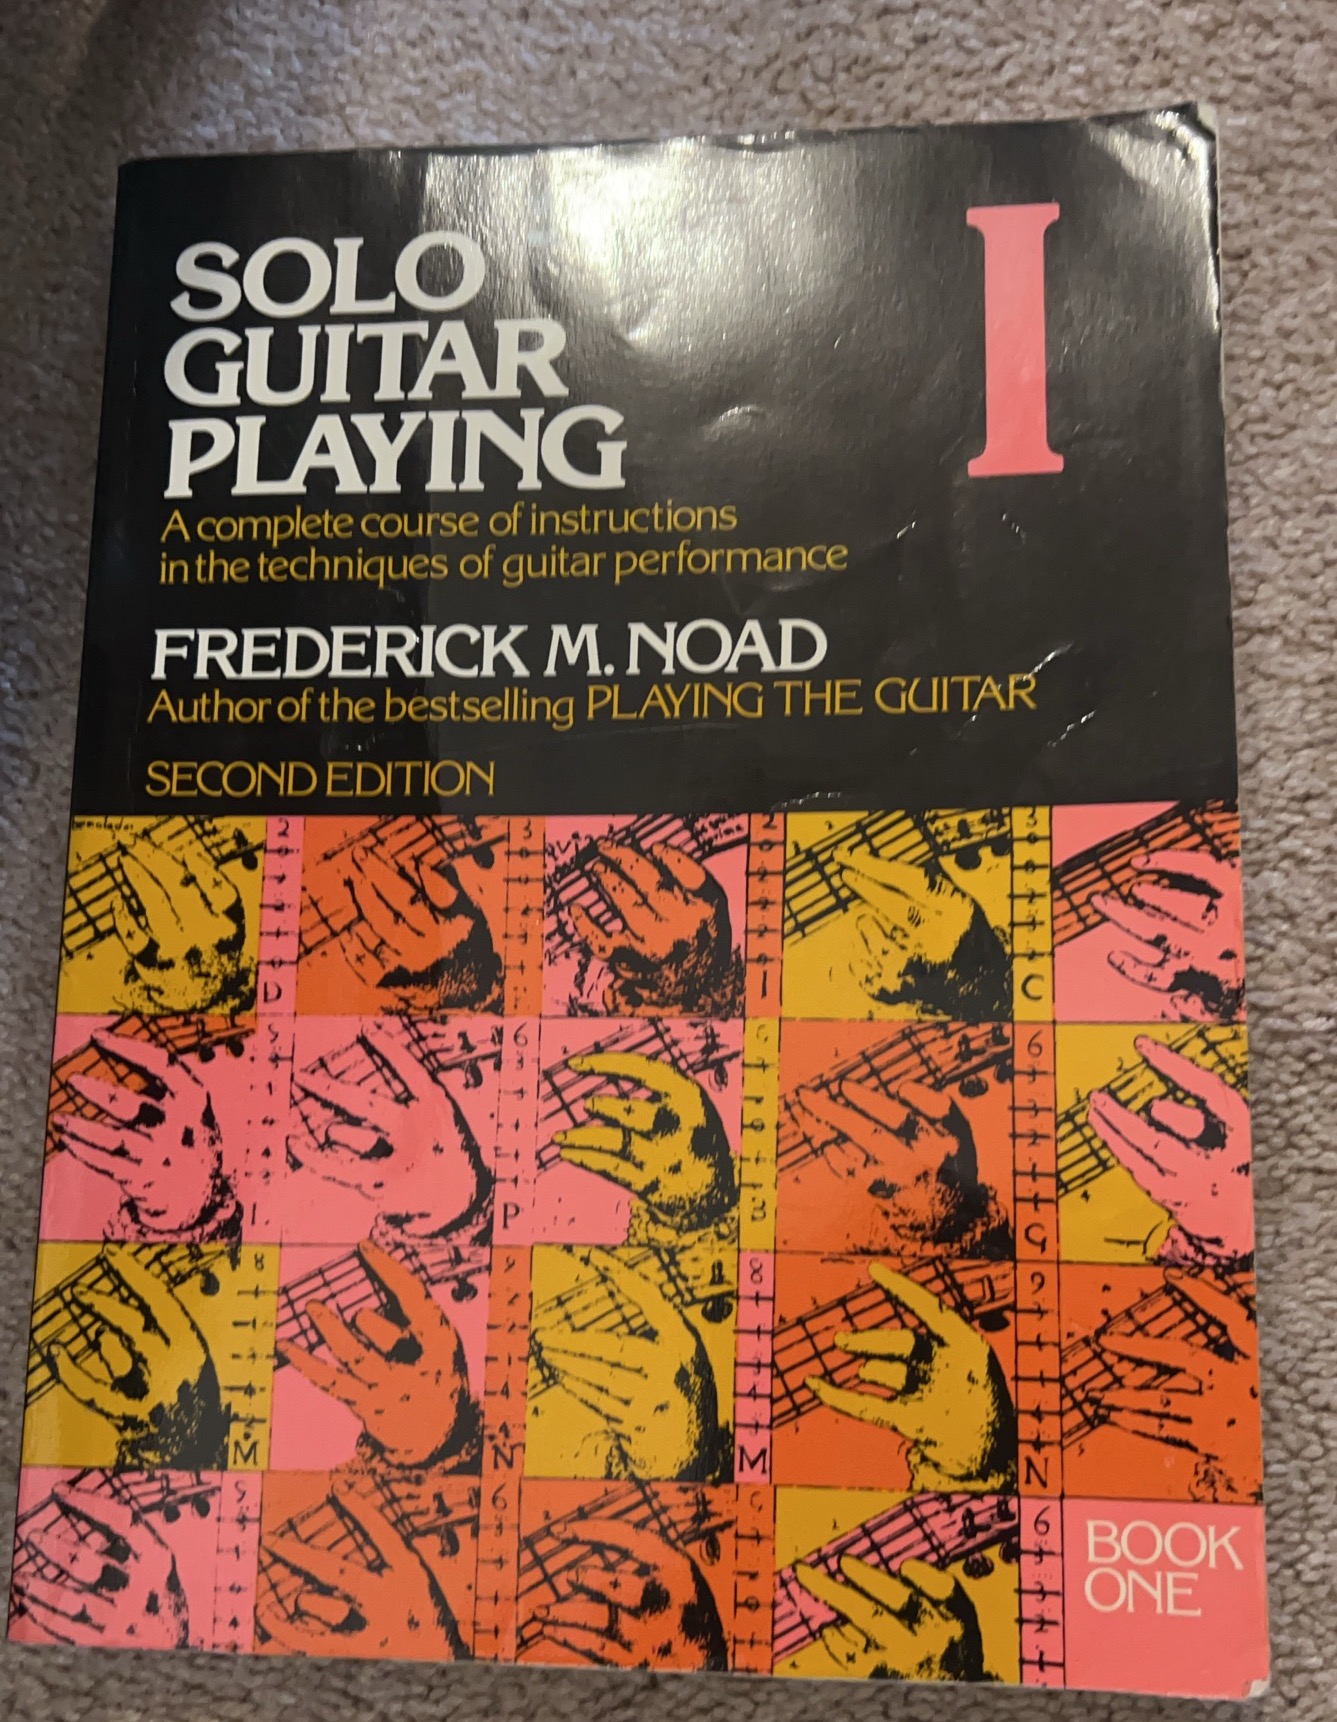 SOLO
GUITAR
PLAYING
I
A complete course of instructions
in the techniques of guitar performance
FREDERICK M. NOAD
Author of the bestselling PLAYING THE GUITAR
SECOND EDITION
D
C
P
M
N
M
N
BOOK
ONE